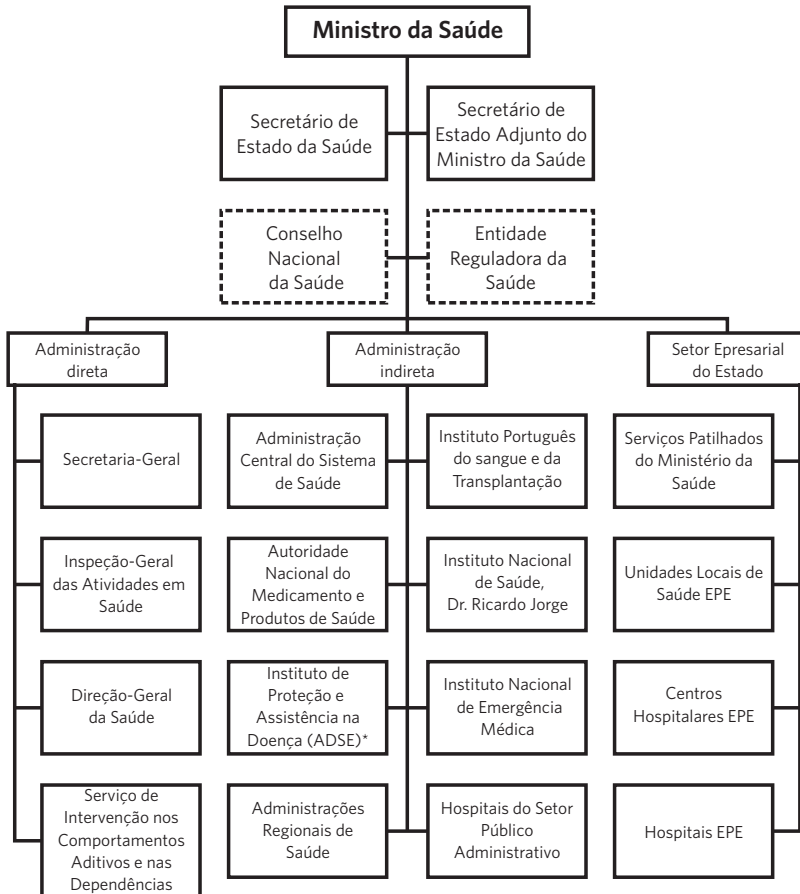 Ministro da Saúde
Secretário de
Estado da Saúde
Secretário de
Estado Adjunto do
Ministro da Saúde
Conselho
Nacional
da Saúde
Entidade
Reguladora da
Saúde
Administração
direta
Administração
indireta
Setor Epresarial
do Estado
Secretaria-Geral
Administração
Central do Sistema
de Saúde
Instituto Português
do sangue e da
Transplantação
Serviços Patilhados
do Ministério da
Saúde
Inspeção-Geral
das Atividades em
Saúde
Autoridade
Nacional do
Medicamento e
Produtos de Saúde
Instituto Nacional
de Saúde,
Dr. Ricardo Jorge
Unidades Locais de
Saúde EPE
Direção-Geral
da Saúde
Instituto de
Proteção e
Assistência na
Doença (ADSE)*
Instituto Nacional
de Emergência
Médica
Centros
Hospitalares EPE
Serviço de
Intervenção nos
Comportamentos
Aditivos e nas
Dependências
Administrações
Regionais de
Saúde
Hospitais do Setor
Público
Administrativo
Hospitais EPE